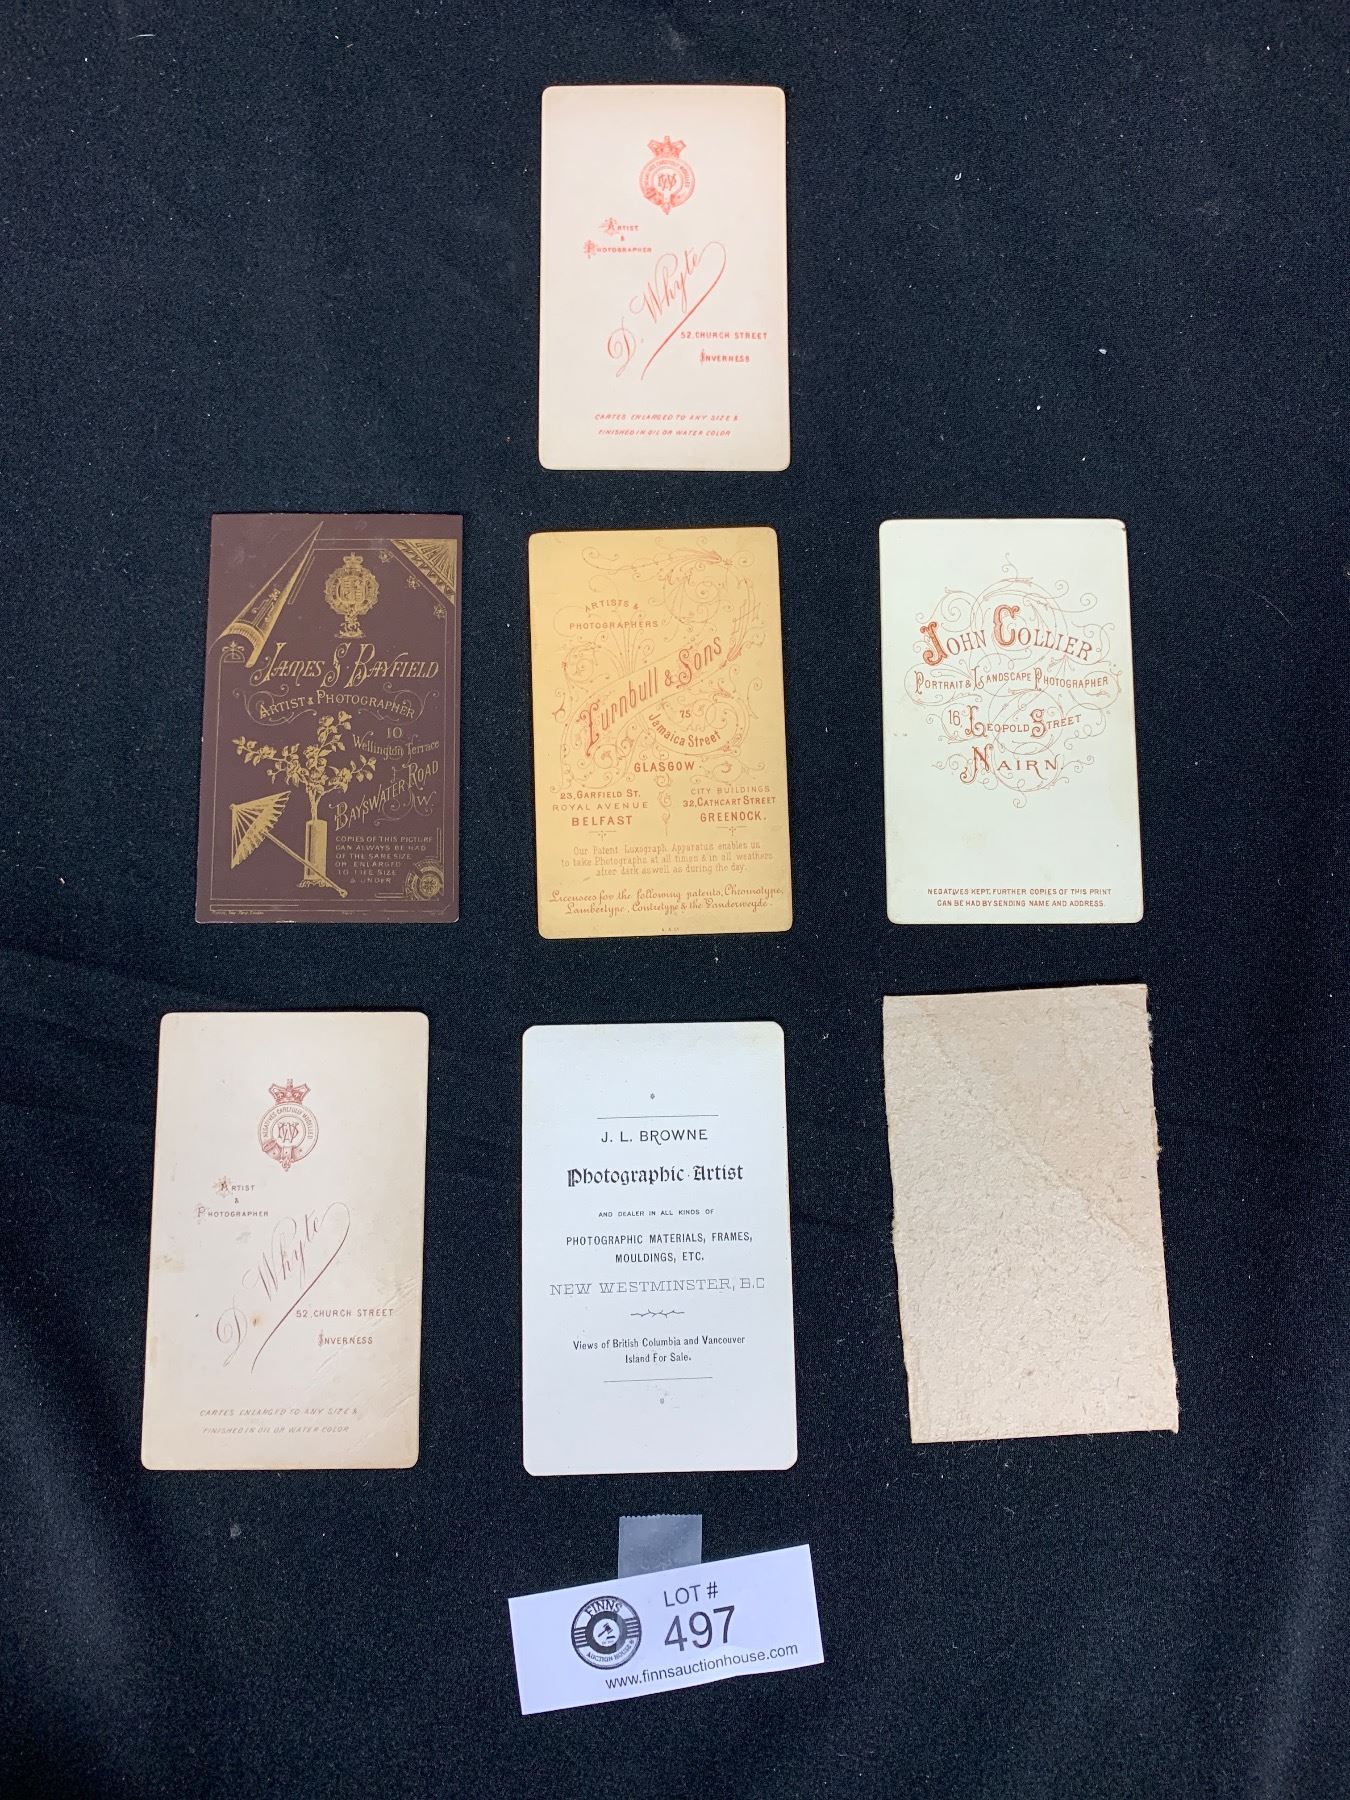 NEGATIVES CAREFULLY
ARTIST
&
PHOTOGRAPHER
D. Whyte
52, CHURCH STREET
INVERNESS
CARTES ENLARGED TO ANY SIZE &
FINISHED IN OIL OR WATER COLOR
JAMES S. BAYFIELD
ARTIST & PHOTOGRAPHER
10
Wellington Terrace
BAYSWATER ROAD
W.
COPIES OF THIS PICTURE
CAN ALWAYS BE HAD
OF THE SAME SIZE
OR ENLARGED
TO LIFE SIZE
& UNDER
ARTISTS &
PHOTOGRAPHERS
Turnbull & Sons
75
Jamaica Street
GLASGOW
23, GARFIELD ST.
ROYAL AVENUE
BELFAST
CITY BUILDINGS
32, CATHCART STREET
GREENOCK.
Our Patent Luxograph Apparatus enables us
to take Photographs at all times & in all weathers
after dark as well as during the day.
Licensees for the following patents, Chromotype,
Lambertype, Contretype & the Vanderweyde.
JOHN COLLIER
PORTRAIT & LANDSCAPE PHOTOGRAPHER
16 LEOPOLD STREET
NAIRN.
NEGATIVES KEPT, FURTHER COPIES OF THIS PRINT
CAN BE HAD BY SENDING NAME AND ADDRESS.
NEGATIVES CAREFULLY
ARTIST
&
PHOTOGRAPHER
D. Whyte
52, CHURCH STREET
INVERNESS
CARTES ENLARGED TO ANY SIZE &
FINISHED IN OIL OR WATER COLOR
J. L. BROWNE
Photographic Artist
AND DEALER IN ALL KINDS OF
PHOTOGRAPHIC MATERIALS, FRAMES,
MOULDINGS, ETC.
NEW WESTMINSTER, B.C
Views of British Columbia and Vancouver
Island For Sale.
FINNS
AUCTION HOUSE
LOT #
497
www.finnsauctionhouse.com